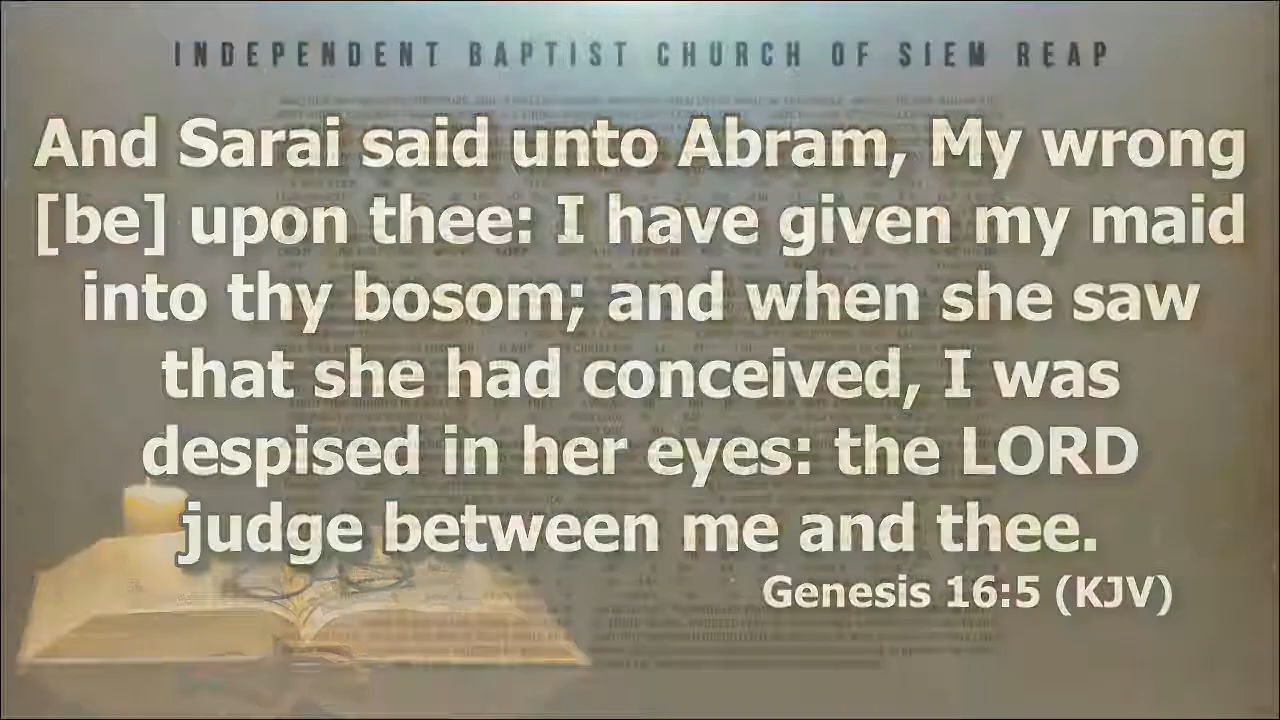 INDEPENDENT BAPTIST CHURCH OF SIEM REAP
And Sarai said unto Abram, My wrong
[be] upon thee: I have given my maid
into thy bosom; and when she saw
that she had conceived, I was
despised in her eyes: the LORD
judge between me and thee.
Genesis 16:5 (KJV)